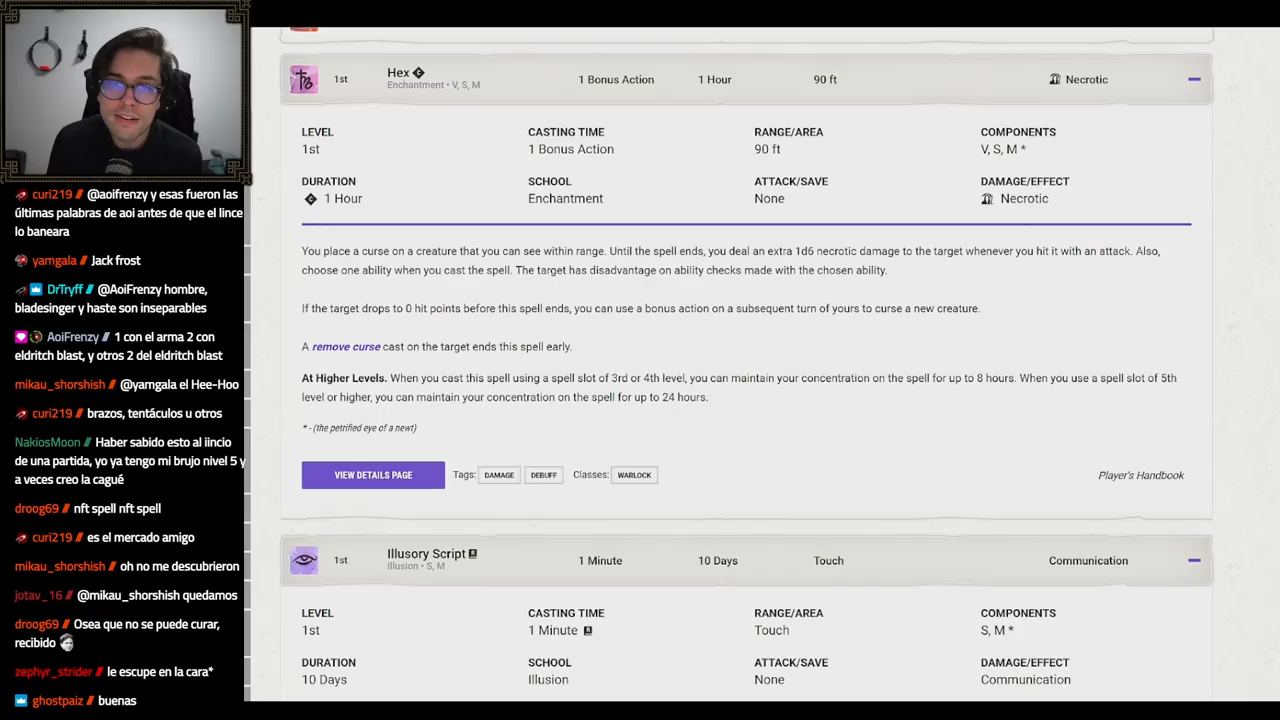 curi219 // @aoifrenzy y esas fueron las
últimas palabras de aoi antes de que el lince
lo baneara
yamgala // Jack frost
DrTryff // @AoiFrenzy hombre,
bladesinger y haste son inseparables
AoiFrenzy // 1 con el arma 2 con
eldritch blast, y otros 2 del eldritch blast
mikau_shorshish // @yamgala el Hee-Hoo
curi219 // brazos, tentáculos u otros
NakiosMoon // Haber sabido esto al iincio
de una partida, yo ya tengo mi brujo nivel 5 y
a veces creo la cagué
droog69 // nft spell nft spell
curi219 // es el mercado amigo
mikau_shorshish // oh no me descubrieron
jotav_16 // @mikau_shorshish quedamos
droog69 // Osea que no se puede curar,
recibido
zephyr_strider // le escupe en la cara*
ghostpaiz // buenas
1st Hex 1 Bonus Action 1 Hour 90 ft Necrotic
Enchantment • V, S, M
LEVEL CASTING TIME RANGE/AREA COMPONENTS
1st 1 Bonus Action 90 ft V, S, M *
DURATION SCHOOL ATTACK/SAVE DAMAGE/EFFECT
1 Hour Enchantment None Necrotic
You place a curse on a creature that you can see within range. Until the spell ends, you deal an extra 1d6 necrotic damage to the target whenever you hit it with an attack. Also,
choose one ability when you cast the spell. The target has disadvantage on ability checks made with the chosen ability.
If the target drops to 0 hit points before this spell ends, you can use a bonus action on a subsequent turn of yours to curse a new creature.
A remove curse cast on the target ends this spell early.
At Higher Levels. When you cast this spell using a spell slot of 3rd or 4th level, you can maintain your concentration on the spell for up to 8 hours. When you use a spell slot of 5th
level or higher, you can maintain your concentration on the spell for up to 24 hours.
* - (the petrified eye of a newt)
VIEW DETAILS PAGE Tags: DAMAGE DEBUFF Classes: WARLOCK Player's Handbook
1st Illusory Script 1 Minute 10 Days Touch Communication
Illusion • S, M
LEVEL CASTING TIME RANGE/AREA COMPONENTS
1st 1 Minute Touch S, M *
DURATION SCHOOL ATTACK/SAVE DAMAGE/EFFECT
10 Days Illusion None Communication